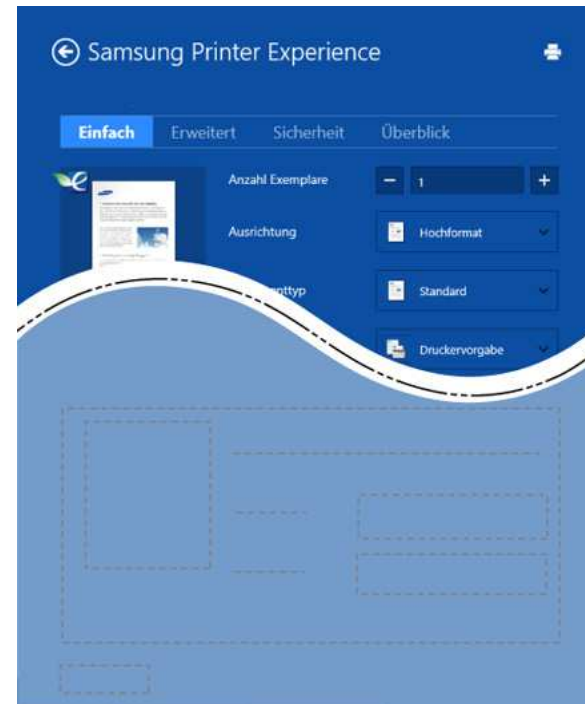 Samsung Printer Experience
Einfach Erweitert Sicherheit Überblick
Anzahl Exemplare 1
Ausrichtung Hochformat
Standard
Druckervorgabe